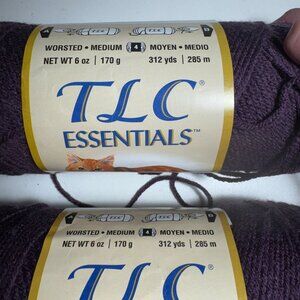 A B
WORSTED • MEDIUM 4 MOYEN • MEDIO
NET WT 6 oz / 170 g 312 yds / 285 m
TLC®
ESSENTIALS™
WORSTED • MEDIUM 4 MOYEN • MEDIO
NET WT 6 oz / 170 g 312 yds / 285 m
TLC®